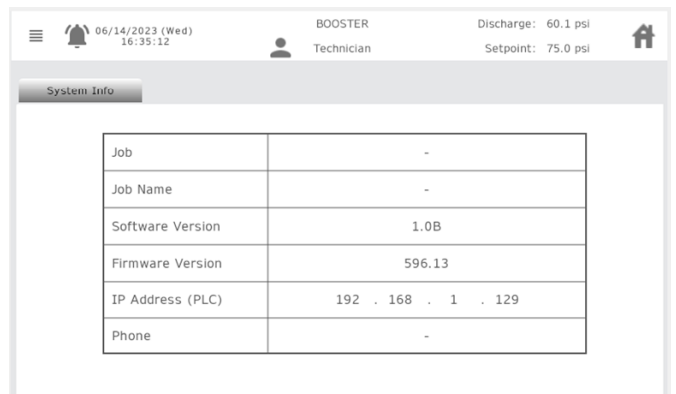 06/14/2023 (Wed)
16:35:12
BOOSTER
Technician
Discharge: 60.1 psi
Setpoint: 75.0 psi
System Info
Job -
Job Name -
Software Version 1.0B
Firmware Version 596.13
IP Address (PLC) 192 . 168 . 1 . 129
Phone -